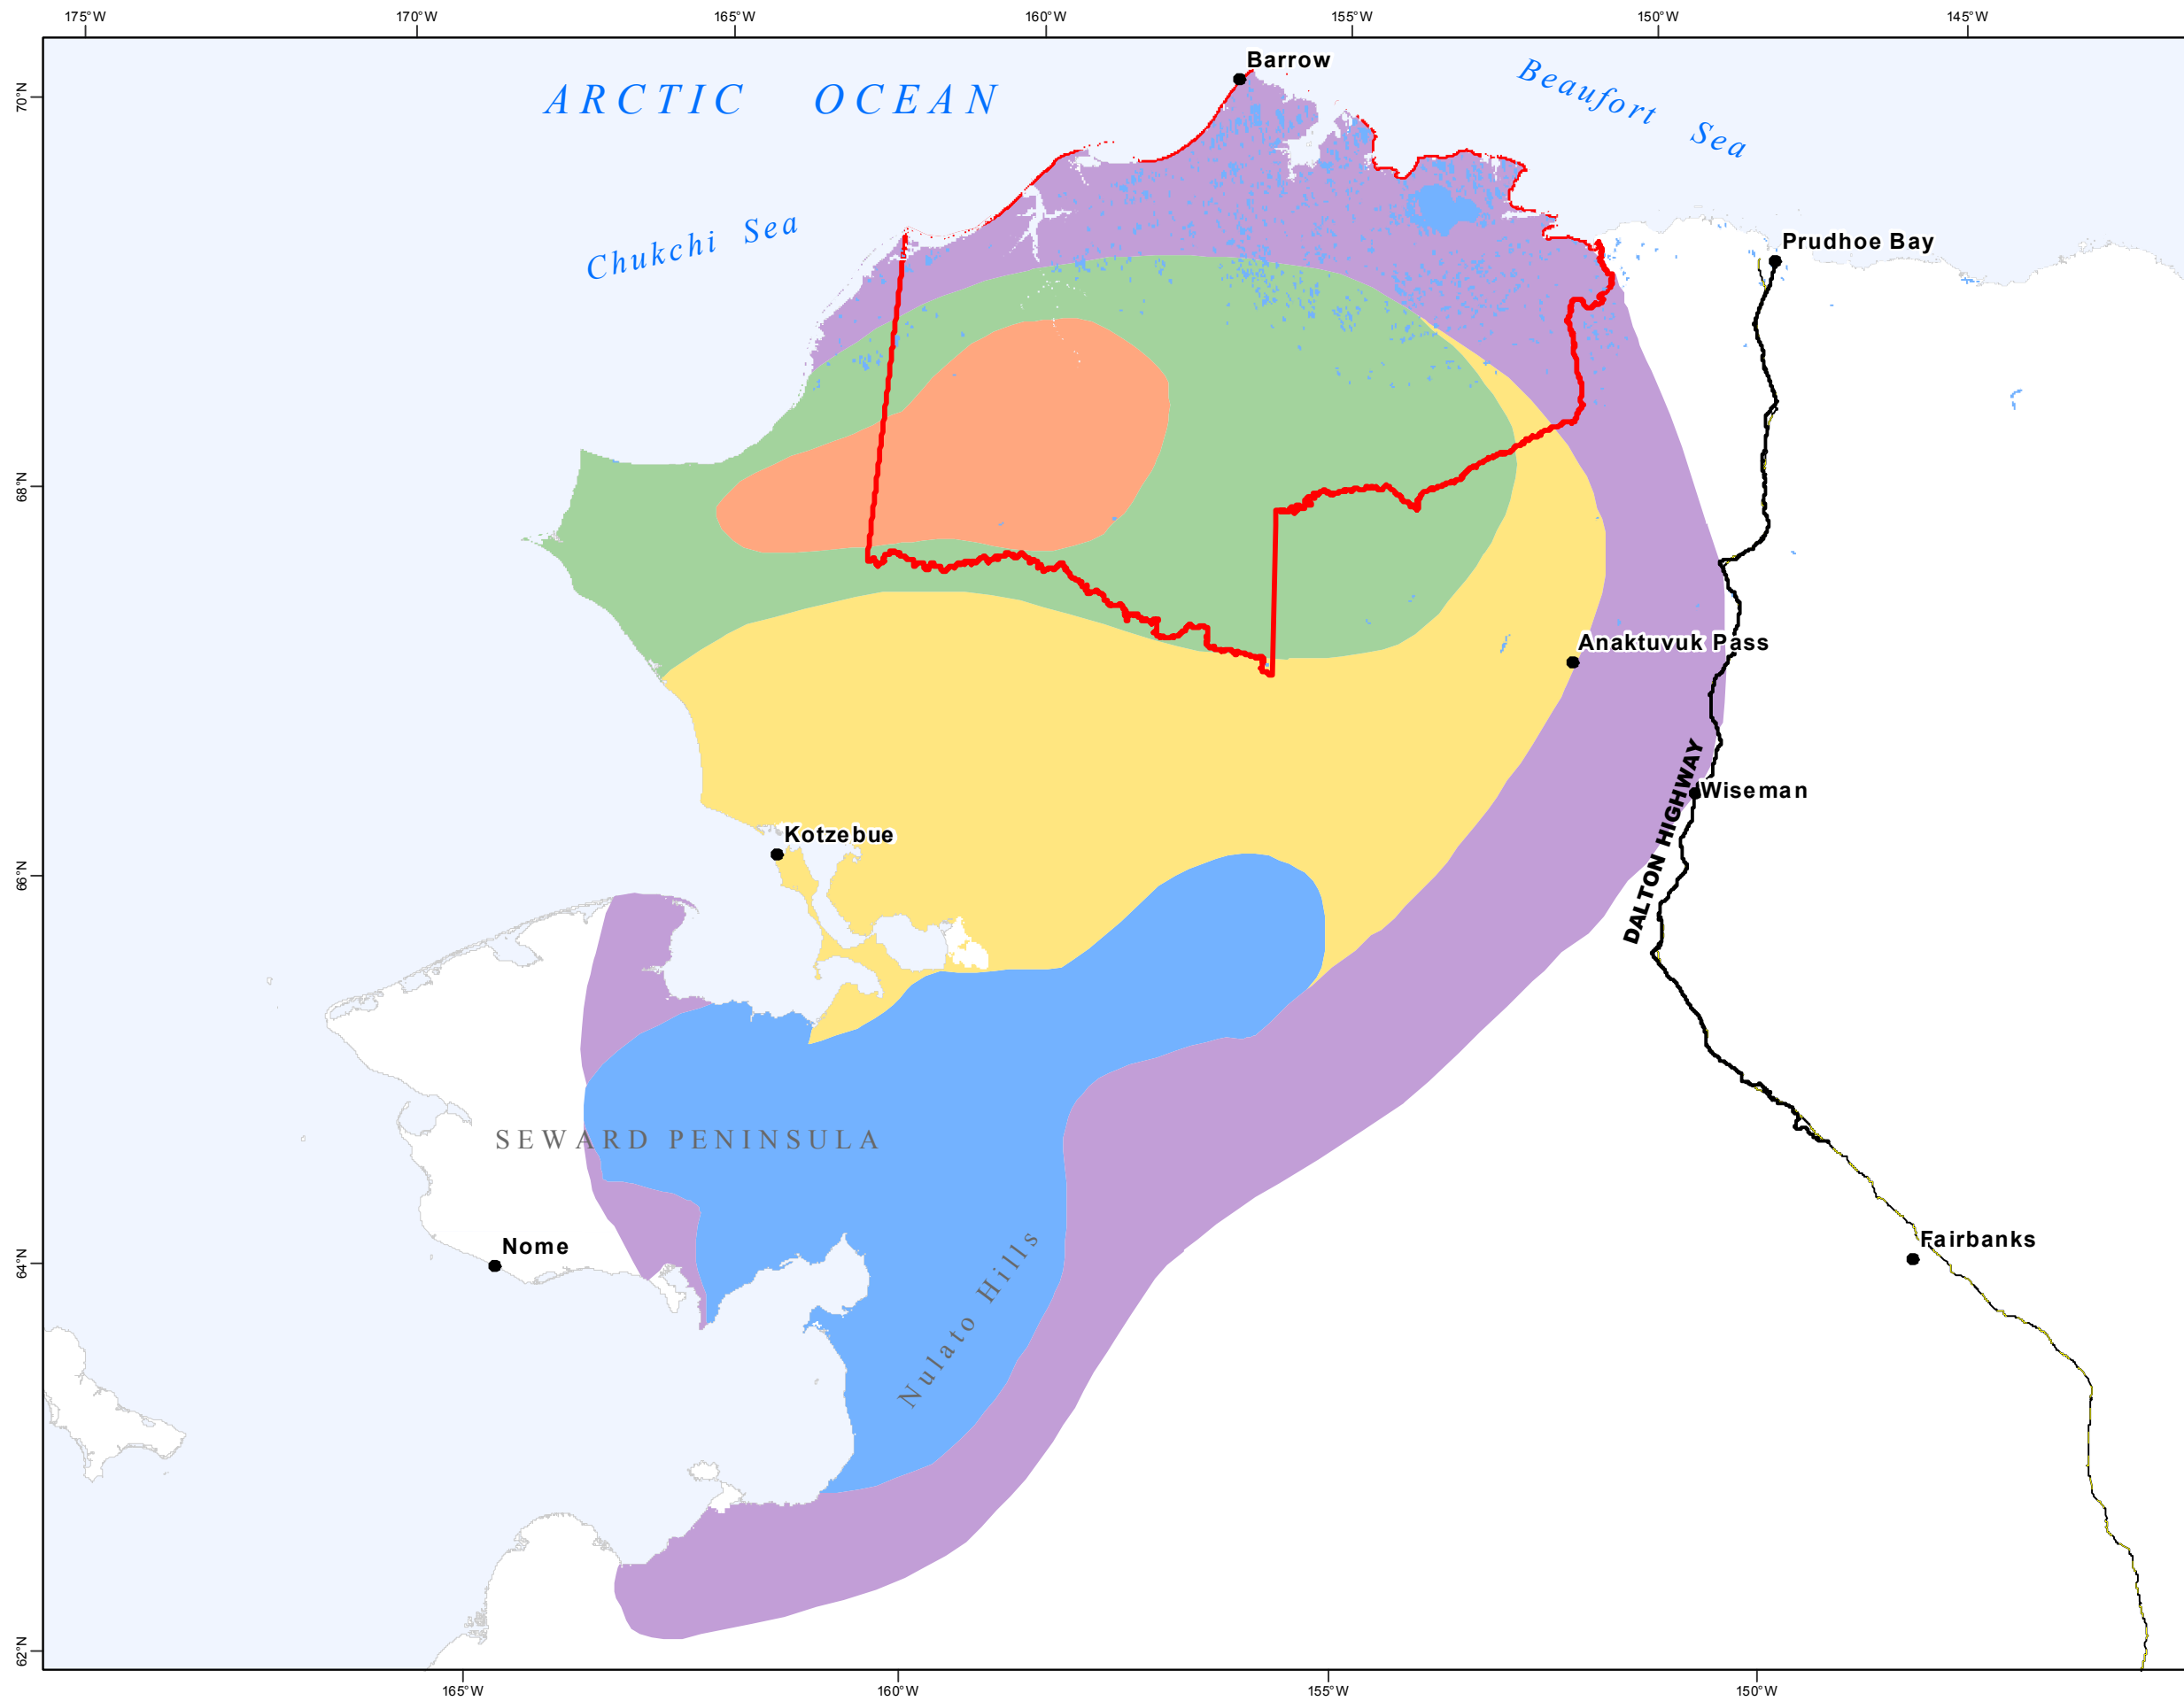 175°W
170°W
165°W
160°W
155°W
150°W
145°W
70°N
68°N
66°N
64°N
62°N
Barrow
ARCTIC OCEAN
Beaufort Sea
Chukchi Sea
Prudhoe Bay
Anaktuvuk Pass
DALTON HIGHWAY
Wiseman
Kotzebue
SEWARD PENINSULA
Nome
Nulato Hills
Fairbanks
165°W
160°W
155°W
150°W